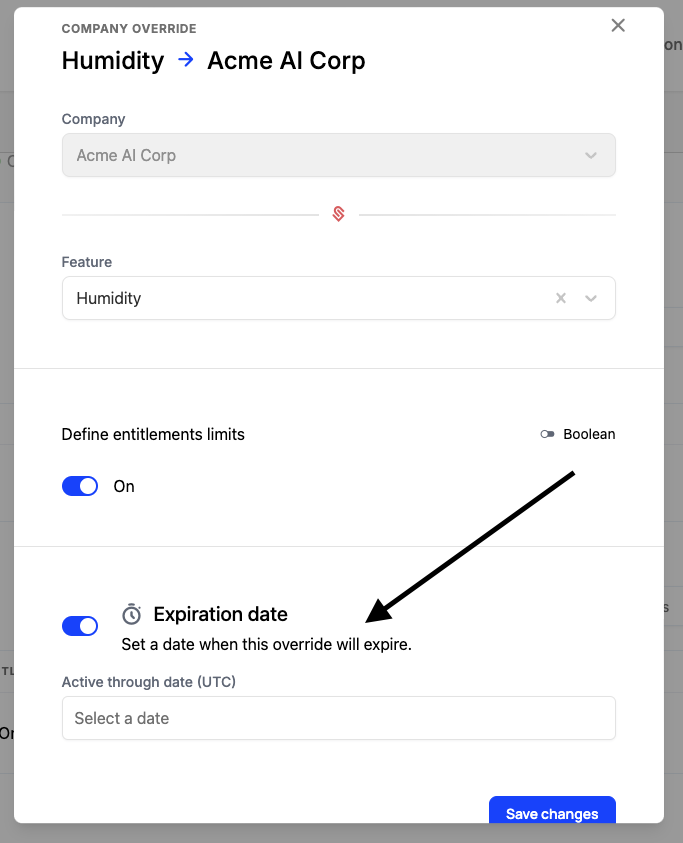 COMPANY OVERRIDE
Humidity → Acme AI Corp
Company
Acme AI Corp
Feature
Humidity
Define entitlements limits
Boolean
On
Expiration date
Set a date when this override will expire.
Active through date (UTC)
Select a date
Save changes